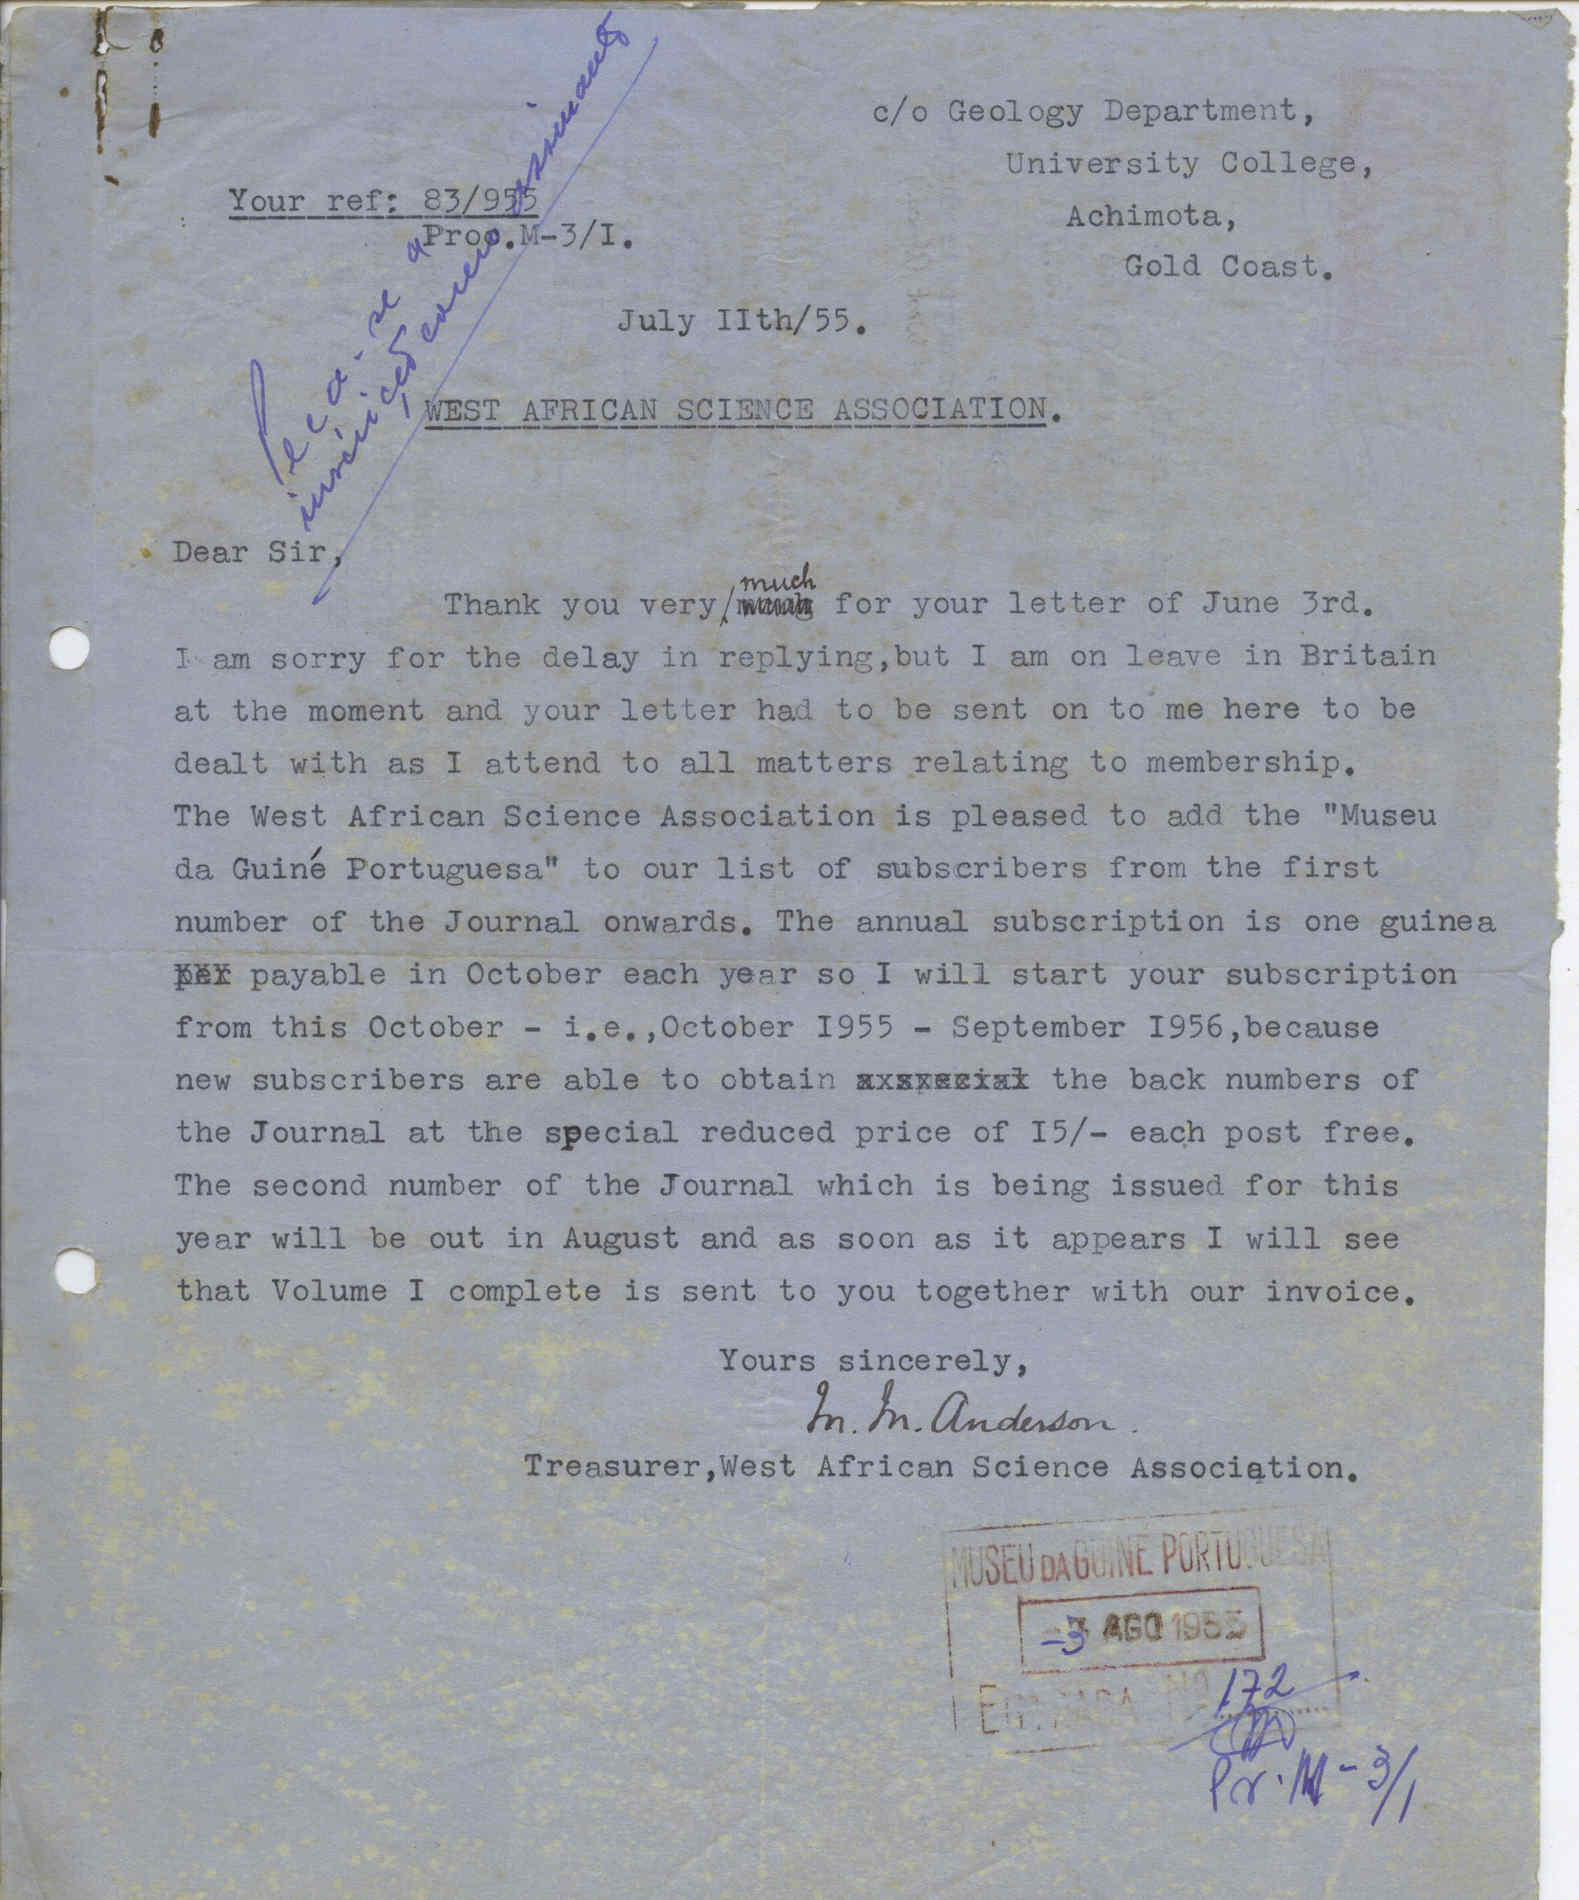 c/o Geology Department,
University College,
Achimota,
Gold Coast.
Your ref: 83/955
Proc.M-3/I.
July IIth/55.
WEST AFRICAN SCIENCE ASSOCIATION.
Dear Sir,
Thank you very much for your letter of June 3rd.
I am sorry for the delay in replying,but I am on leave in Britain
at the moment and your letter had to be sent on to me here to be
dealt with as I attend to all matters relating to membership.
The West African Science Association is pleased to add the "Museu
da Guiné Portuguesa" to our list of subscribers from the first
number of the Journal onwards. The annual subscription is one guinea
per payable in October each year so I will start your subscription
from this October - i.e.,October I955 - September I956,because
new subscribers are able to obtain the back numbers of
the Journal at the special reduced price of I5/- each post free.
The second number of the Journal which is being issued for this
year will be out in August and as soon as it appears I will see
that Volume I complete is sent to you together with our invoice.
Yours sincerely,
M. M. Anderson.
Treasurer,West African Science Association.
MUSEU DA GUINÉ PORTUGUESA
-3 AGO 1955
ENTRADA Nº 172
Pr. M-3/1